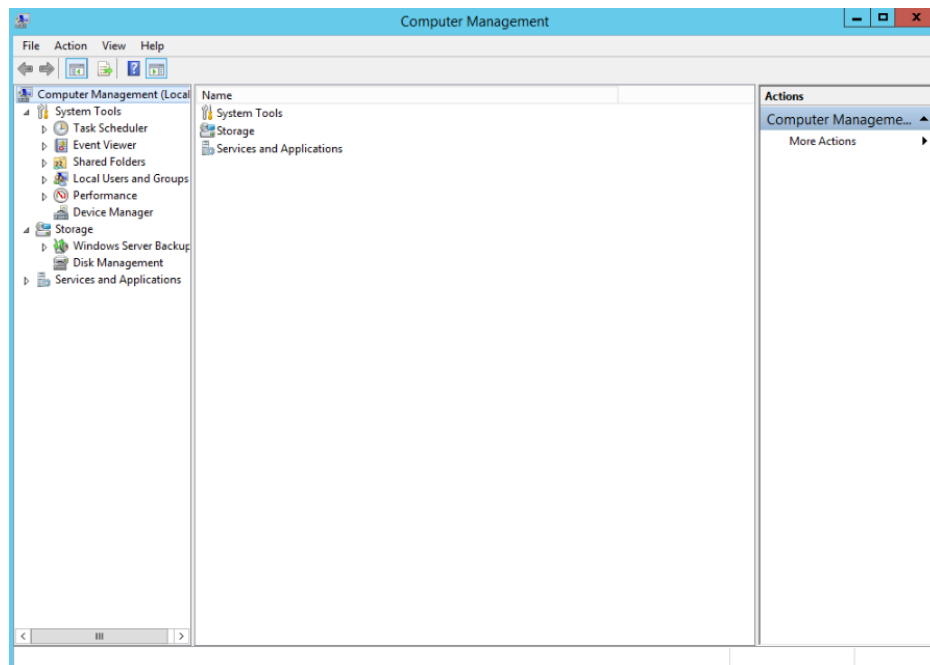 Computer Management
File Action View Help
Computer Management (Local
System Tools
Task Scheduler
Event Viewer
Shared Folders
Local Users and Groups
Performance
Device Manager
Storage
Windows Server Backup
Disk Management
Services and Applications
Name
System Tools
Storage
Services and Applications
Actions
Computer Manageme...
More Actions